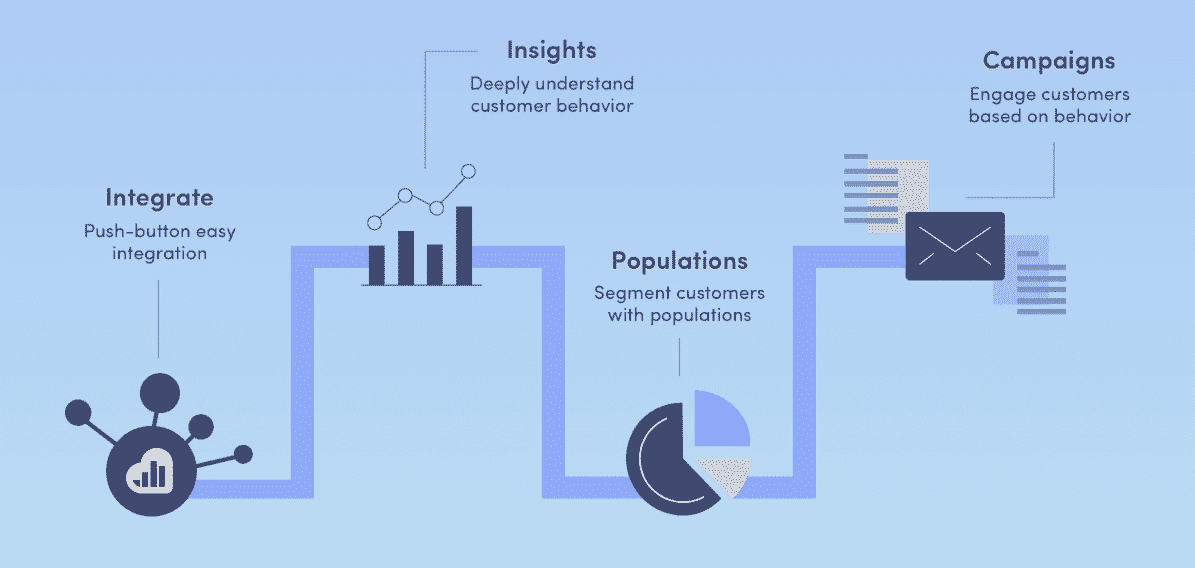 Integrate
Push-button easy
integration
Insights
Deeply understand
customer behavior
Populations
Segment customers
with populations
Campaigns
Engage customers
based on behavior